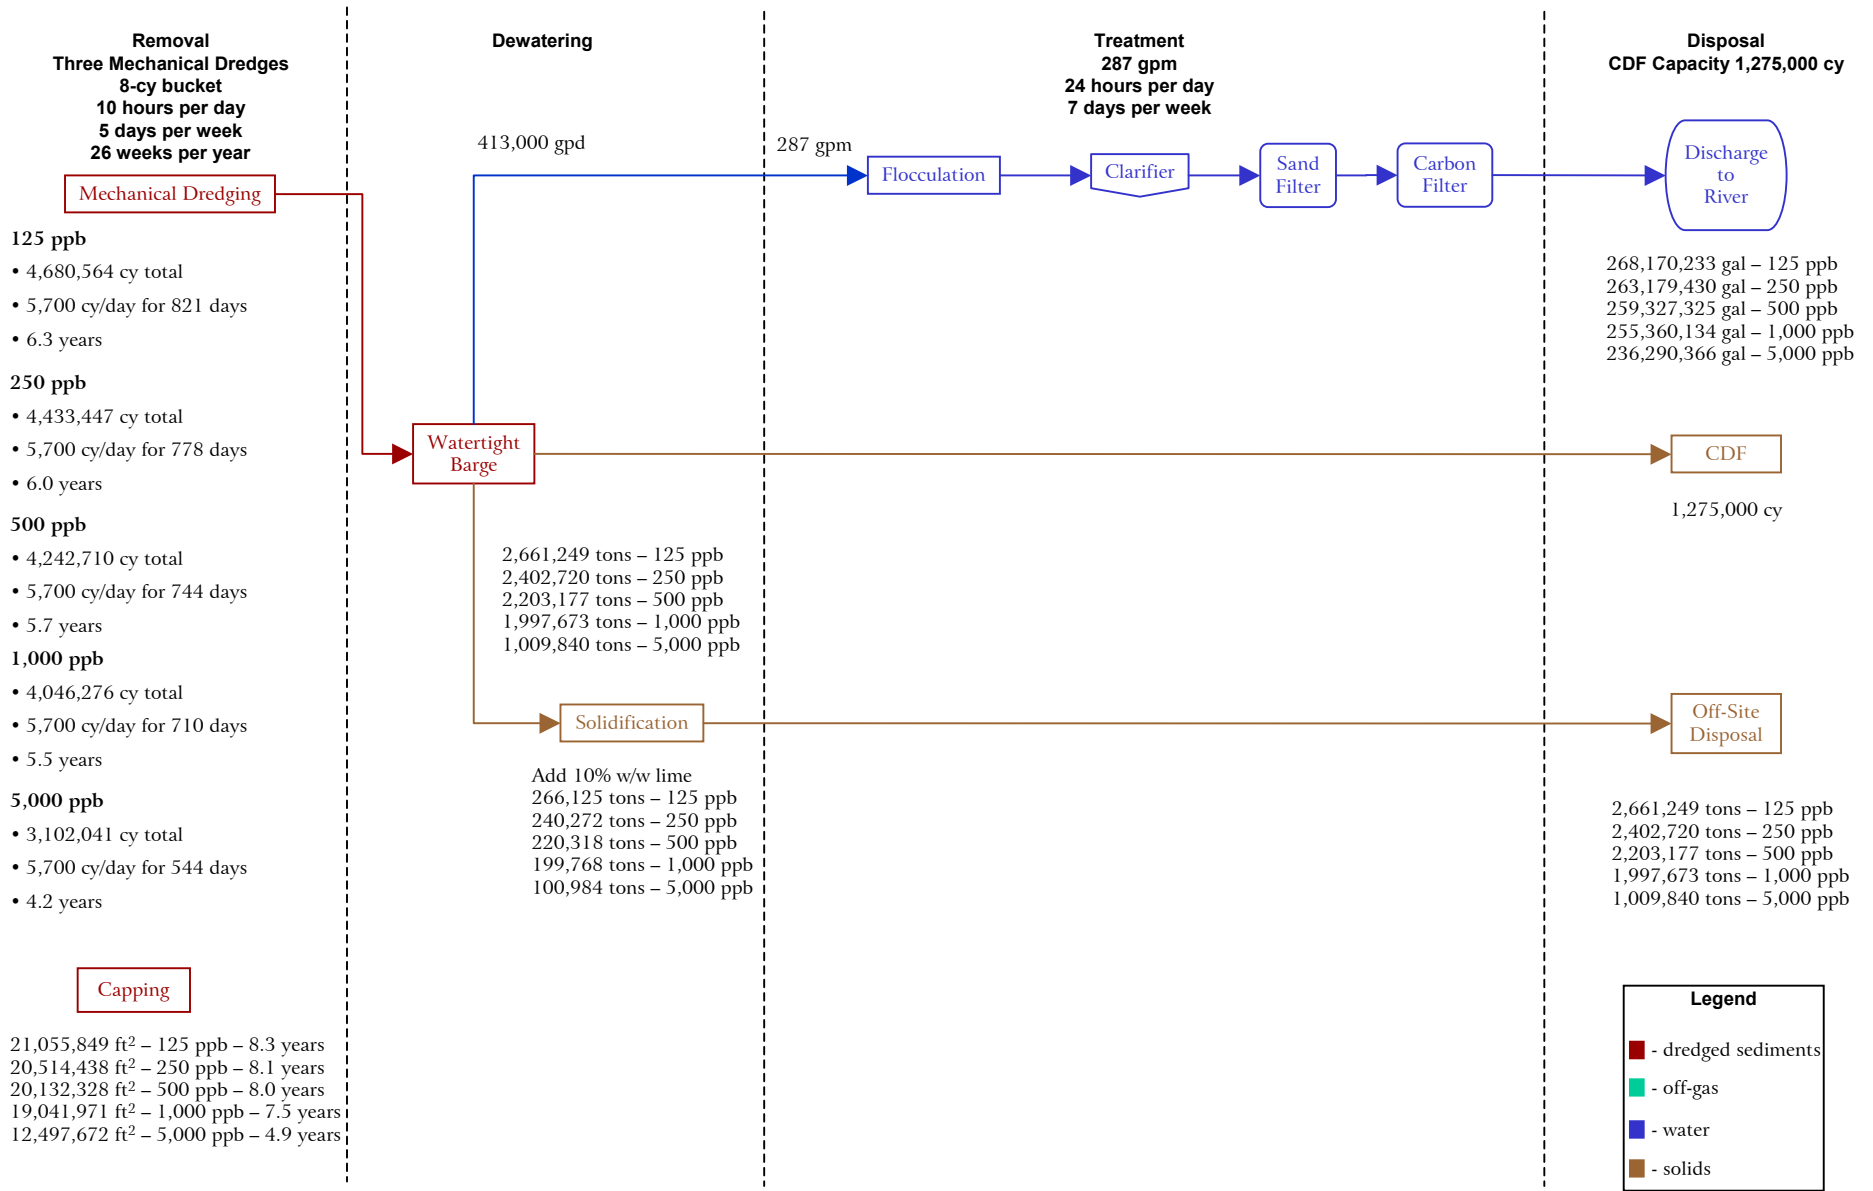 Removal
Three Mechanical Dredges
8-cy bucket
10 hours per day
5 days per week
26 weeks per year
Mechanical Dredging
125 ppb
• 4,680,564 cy total
• 5,700 cy/day for 821 days
• 6.3 years
250 ppb
• 4,433,447 cy total
• 5,700 cy/day for 778 days
• 6.0 years
500 ppb
• 4,242,710 cy total
• 5,700 cy/day for 744 days
• 5.7 years
1,000 ppb
• 4,046,276 cy total
• 5,700 cy/day for 710 days
• 5.5 years
5,000 ppb
• 3,102,041 cy total
• 5,700 cy/day for 544 days
• 4.2 years
Capping
21,055,849 ft² – 125 ppb – 8.3 years
20,514,438 ft² – 250 ppb – 8.1 years
20,132,328 ft² – 500 ppb – 8.0 years
19,041,971 ft² – 1,000 ppb – 7.5 years
12,497,672 ft² – 5,000 ppb – 4.9 years
Dewatering
413,000 gpd
Watertight
Barge
2,661,249 tons – 125 ppb
2,402,720 tons – 250 ppb
2,203,177 tons – 500 ppb
1,997,673 tons – 1,000 ppb
1,009,840 tons – 5,000 ppb
Solidification
Add 10% w/w lime
266,125 tons – 125 ppb
240,272 tons – 250 ppb
220,318 tons – 500 ppb
199,768 tons – 1,000 ppb
100,984 tons – 5,000 ppb
Treatment
287 gpm
24 hours per day
7 days per week
287 gpm
Flocculation
Clarifier
Sand
Filter
Carbon
Filter
Disposal
CDF Capacity 1,275,000 cy
Discharge
to
River
268,170,233 gal – 125 ppb
263,179,430 gal – 250 ppb
259,327,325 gal – 500 ppb
255,360,134 gal – 1,000 ppb
236,290,366 gal – 5,000 ppb
CDF
1,275,000 cy
Off-Site
Disposal
2,661,249 tons – 125 ppb
2,402,720 tons – 250 ppb
2,203,177 tons – 500 ppb
1,997,673 tons – 1,000 ppb
1,009,840 tons – 5,000 ppb
Legend
- dredged sediments
- off-gas
- water
- solids